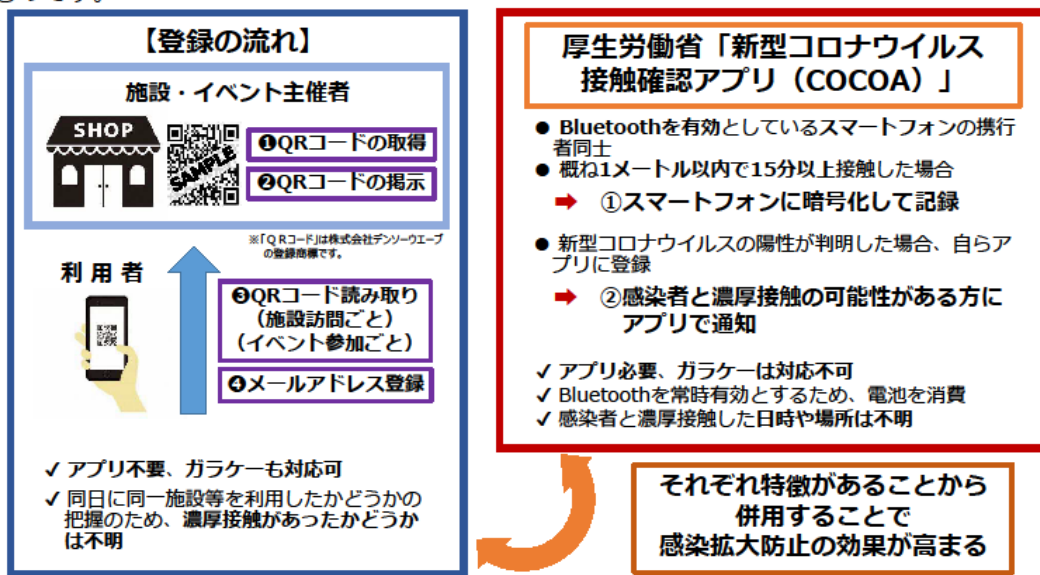 です。
【登録の流れ】
施設・イベント主催者
SHOP
SAMPLE
❶QRコードの取得
❷QRコードの掲示
※「QRコード」は株式会社デンソーウエーブ
の登録商標です。
利用者
❸QRコード読み取り
(施設訪問ごと)
(イベント参加ごと)
❹メールアドレス登録
✓ アプリ不要、ガラケーも対応可
✓ 同日に同一施設等を利用したかどうかの
把握のため、濃厚接触があったかどうか
は不明
厚生労働省「新型コロナウイルス
接触確認アプリ(COCOA)」
● Bluetoothを有効としているスマートフォンの携行
者同士
● 概ね1メートル以内で15分以上接触した場合
➡ ①スマートフォンに暗号化して記録
● 新型コロナウイルスの陽性が判明した場合、自らア
プリに登録
➡ ②感染者と濃厚接触の可能性がある方に
アプリで通知
✓ アプリ必要、ガラケーは対応不可
✓ Bluetoothを常時有効とするため、電池を消費
✓ 感染者と濃厚接触した日時や場所は不明
それぞれ特徴があることから
併用することで
感染拡大防止の効果が高まる